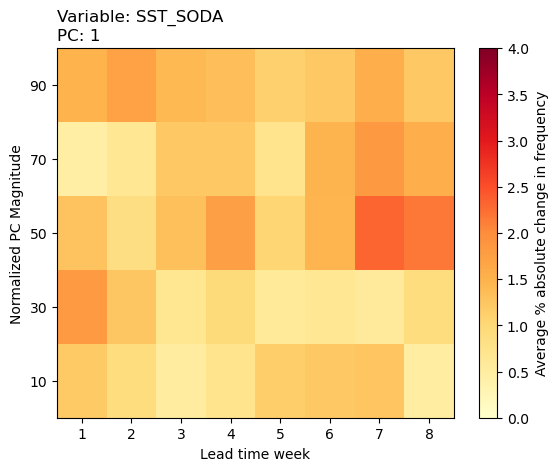 Variable: SST_SODA
PC: 1
Normalized PC Magnitude
90
70
50
30
10
1 2 3 4 5 6 7 8
Lead time week
4.0
3.5
3.0
2.5
2.0
1.5
1.0
0.5
0.0
Average % absolute change in frequency